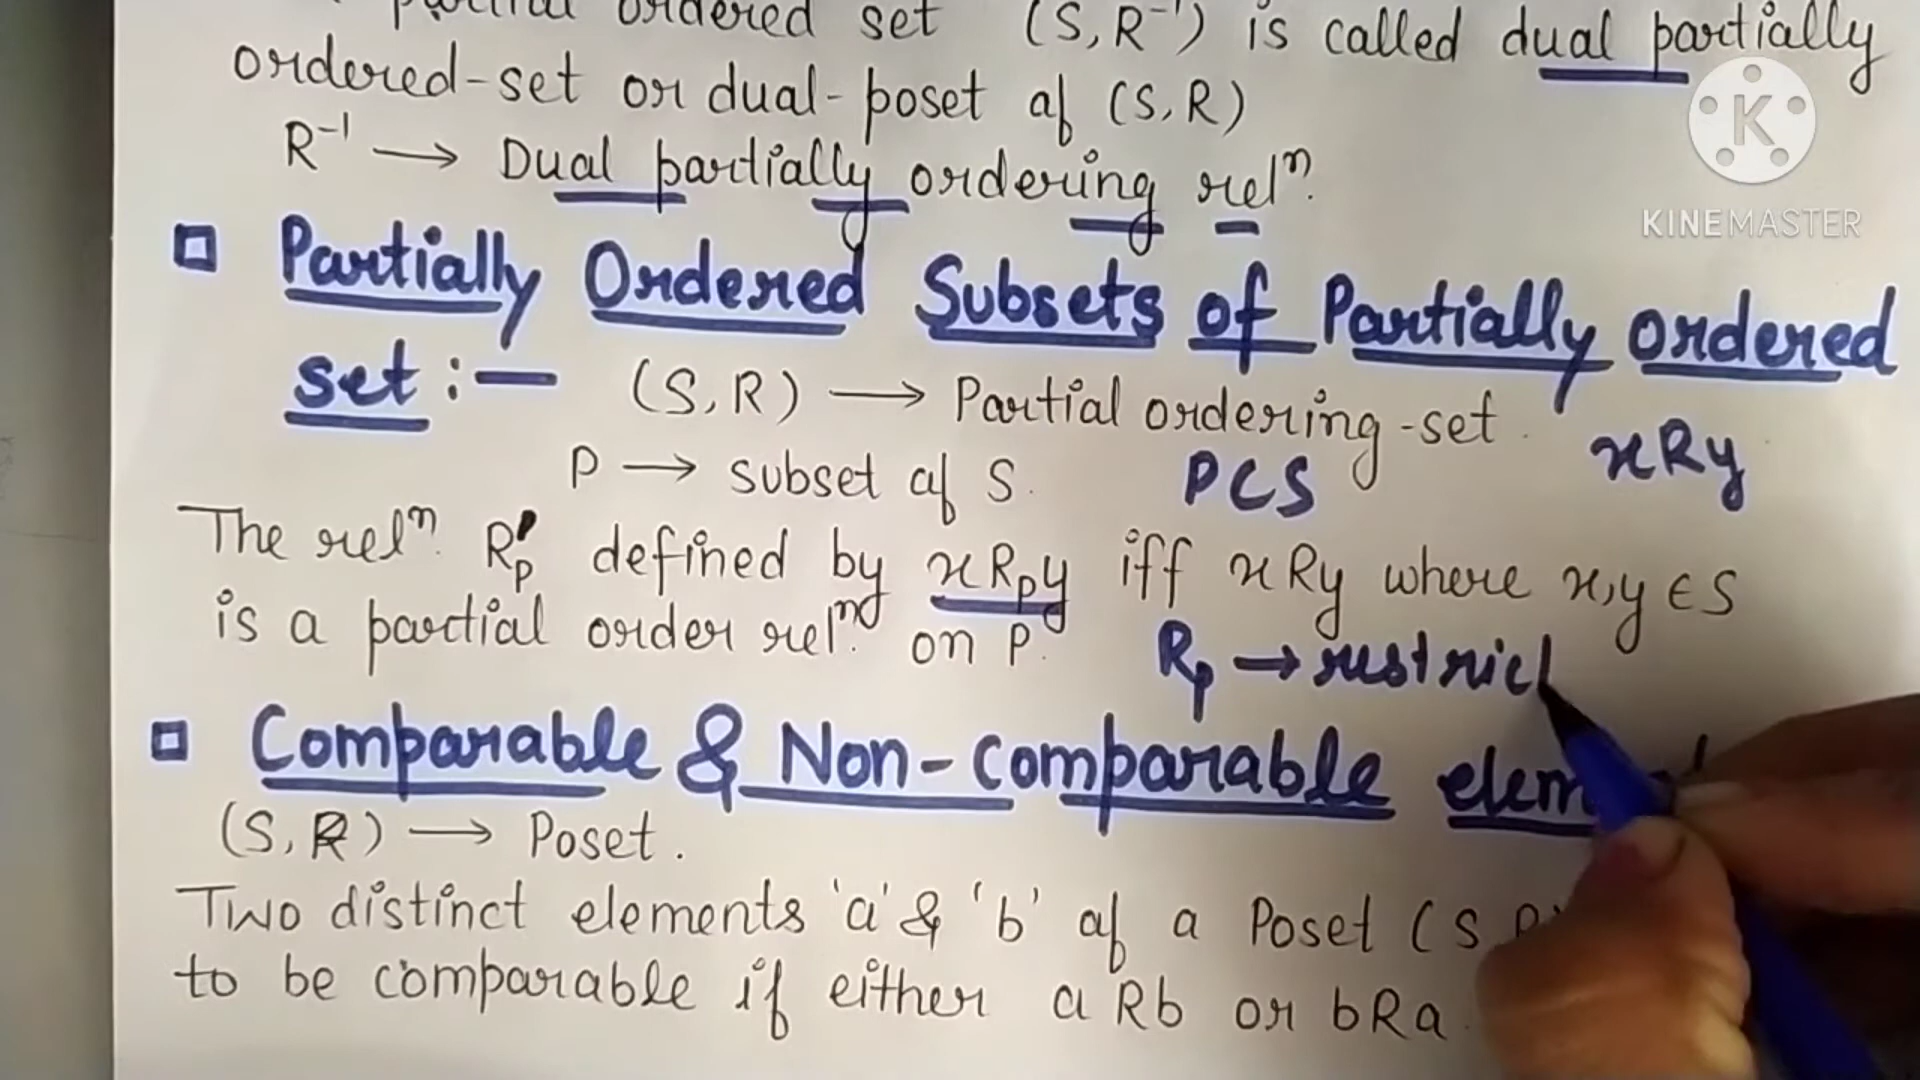 partial ordered set (S, R⁻¹) is called dual partially
ordered-set or dual-poset of (S, R)
R⁻¹ → Dual partially ordering relⁿ.
Partially Ordered Subsets of Partially ordered
set :— (S, R) → Partial ordering-set.
xRy
P → subset of S. P⊂S
The relⁿ. R'ₚ defined by xRₚy iff xRy where x,y ∈ S
is a partial order relⁿ. on P.
Rₚ → restrict
Comparable & Non-Comparable element
(S, R) → Poset.
Two distinct elements 'a' & 'b' of a Poset (S R)
to be comparable if either aRb or bRa.
K
KINEMASTER